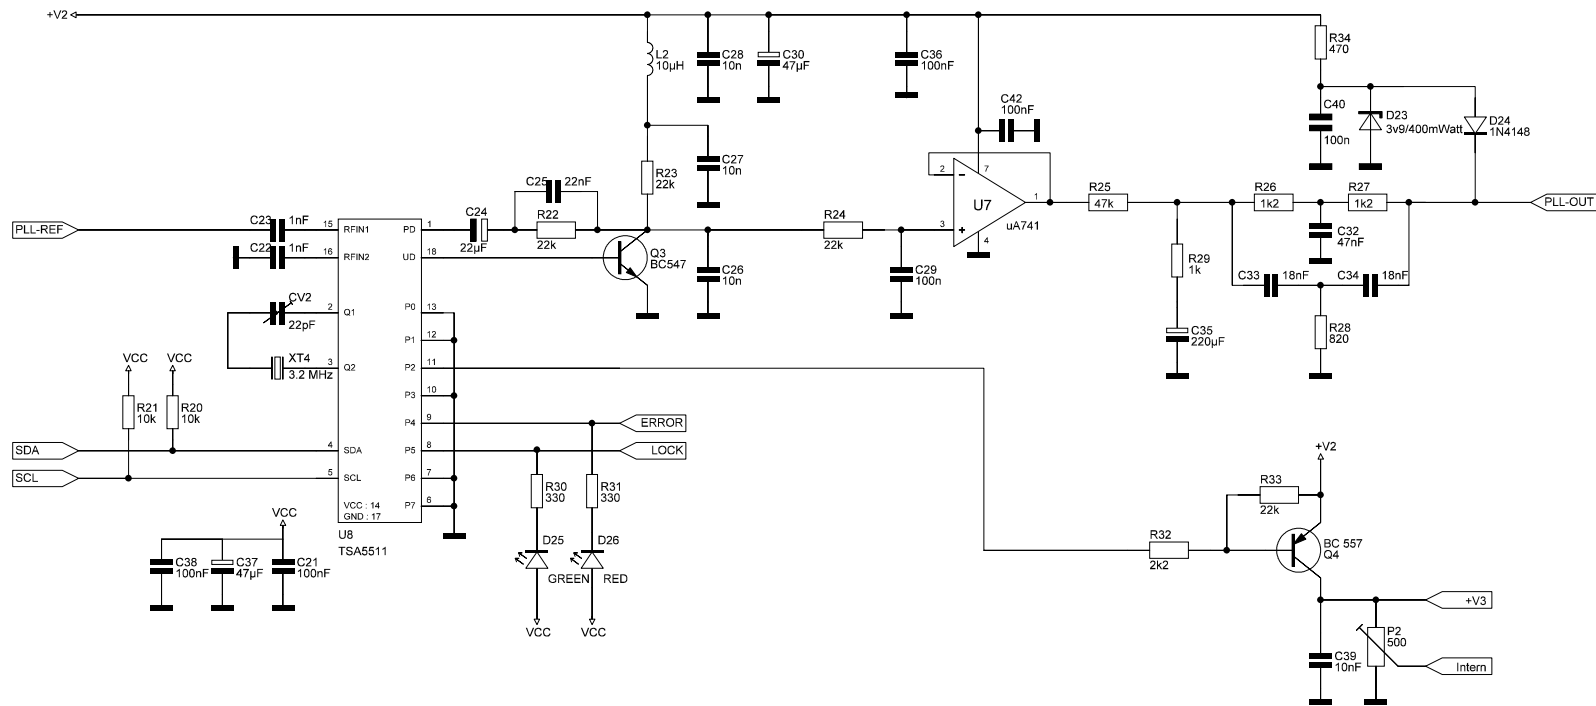 +V2
L2
10µH
C28
10n
C30
47µF
C36
100nF
R34
470
C42
100nF
C40
100n
D23
3v9/400mWatt
D24
1N4148
C27
10n
R23
22k
C25 22nF
C24
22µF
R22
22k
R24
22k
2
7
3
4
1
U7
uA741
R25
47k
R26
1k2
R27
1k2
PLL-OUT
PLL-REF
C23 1nF
C22 1nF
15
16
RFIN1
RFIN2
PD
UD
1
18
Q3
BC547
C26
10n
C29
100n
R29
1k
C32
47nF
C33 18nF
C34 18nF
R28
820
C35
220µF
CV2
22pF
2
Q1
XT4
3.2 MHz
3
Q2
P0
13
P1
12
P2
11
P3
10
P4
9
P5
8
P6
7
P7
6
VCC
VCC
R21
10k
R20
10k
ERROR
LOCK
SDA
4
SDA
SCL
5
SCL
VCC : 14
GND : 17
U8
TSA5511
R30
330
R31
330
D25
GREEN
D26
RED
VCC
VCC
VCC
C38
100nF
C37
47µF
C21
100nF
+V2
R33
22k
R32
2k2
BC 557
Q4
+V3
P2
500
C39
10nF
Intern